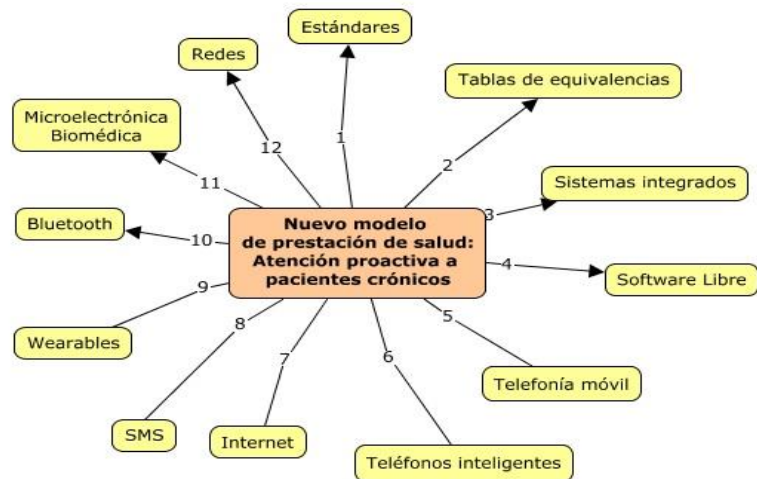 Estándares
Redes
Tablas de equivalencias
Microelectrónica
Biomédica
1
12
2
11
Sistemas integrados
3
Bluetooth
10
Nuevo modelo
de prestación de salud:
Atención proactiva a
pacientes crónicos
4
Software Libre
9
Wearables
8
7
6
5
Telefonía móvil
SMS
Internet
Teléfonos inteligentes